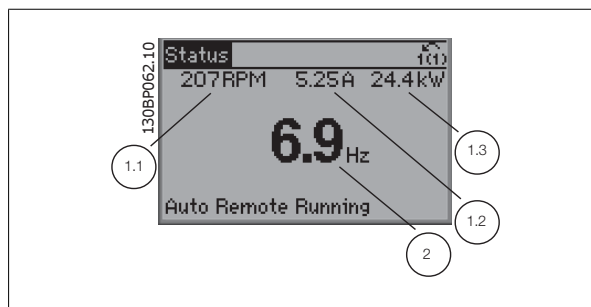 130BP062.10
Status
1(1)
207RPM 5.25A 24.4kW
6.9Hz
Auto Remote Running
1.1
1.3
1.2
2